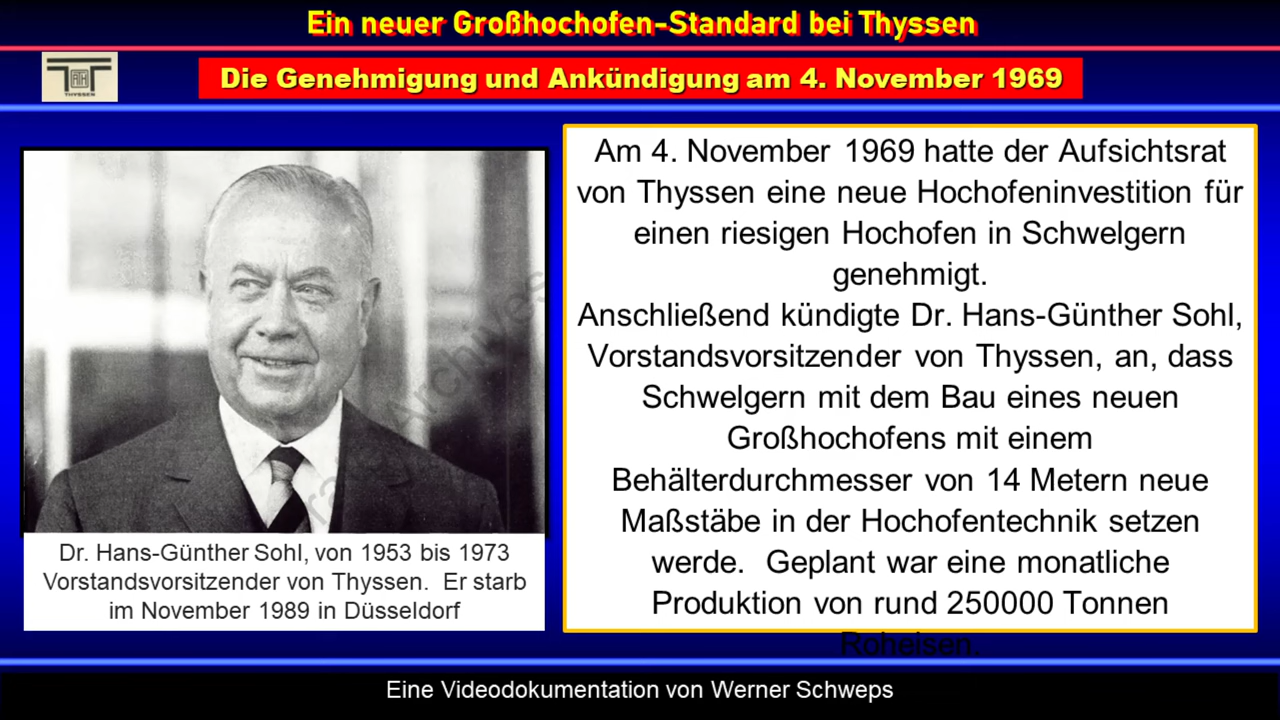 Ein neuer Großhochofen-Standard bei Thyssen
ATH
THYSSEN
Die Genehmigung und Ankündigung am 4. November 1969
Am 4. November 1969 hatte der Aufsichtsrat
von Thyssen eine neue Hochofeninvestition für
einen riesigen Hochofen in Schwelgern
genehmigt.
Anschließend kündigte Dr. Hans-Günther Sohl,
Vorstandsvorsitzender von Thyssen, an, dass
Schwelgern mit dem Bau eines neuen
Großhochofens mit einem
Behälterdurchmesser von 14 Metern neue
Maßstäbe in der Hochofentechnik setzen
werde. Geplant war eine monatliche
Produktion von rund 250000 Tonnen
Roheisen.
Archives
Dr. Hans-Günther Sohl, von 1953 bis 1973
Vorstandsvorsitzender von Thyssen. Er starb
im November 1989 in Düsseldorf
Eine Videodokumentation von Werner Schweps